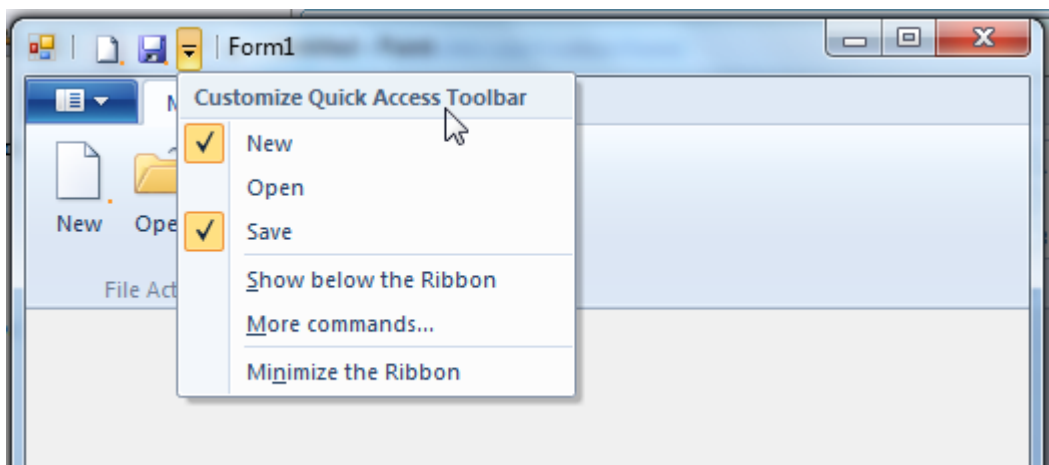 Form1
Customize Quick Access Toolbar
New
Open
Save
Show below the Ribbon
More commands...
Minimize the Ribbon
New
Ope
File Act